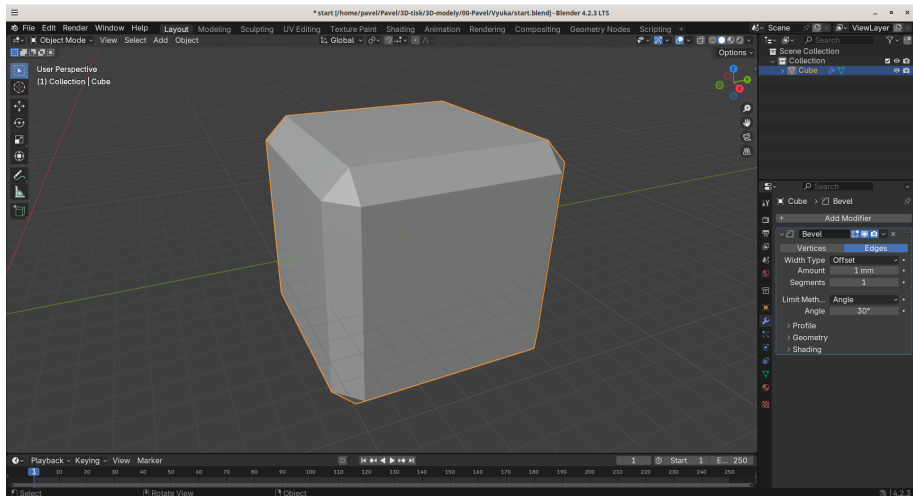 * start [/home/pavel/Pavel/3D-tisk/3D-modely/00-Pavel/Vyuka/start.blend] - Blender 4.2.3 LTS
File Edit Render Window Help Layout Modeling Sculpting UV Editing Texture Paint Shading Animation Rendering Compositing Geometry Nodes Scripting + Scene ViewLayer
Object Mode View Select Add Object Global Search
Options
User Perspective
(1) Collection | Cube
Scene Collection
Collection
Cube
Search
Cube > Bevel
+ Add Modifier
Bevel
Vertices Edges
Width Type Offset
Amount 1 mm
Segments 1
Limit Meth... Angle
Angle 30°
> Profile
> Geometry
> Shading
Playback Keying View Marker 1 Start 1 E... 250
1 10 20 30 40 50 60 70 80 90 100 110 120 130 140 150 160 170 180 190 200 210 220 230 240 250
Select Rotate View Object 4.2.3